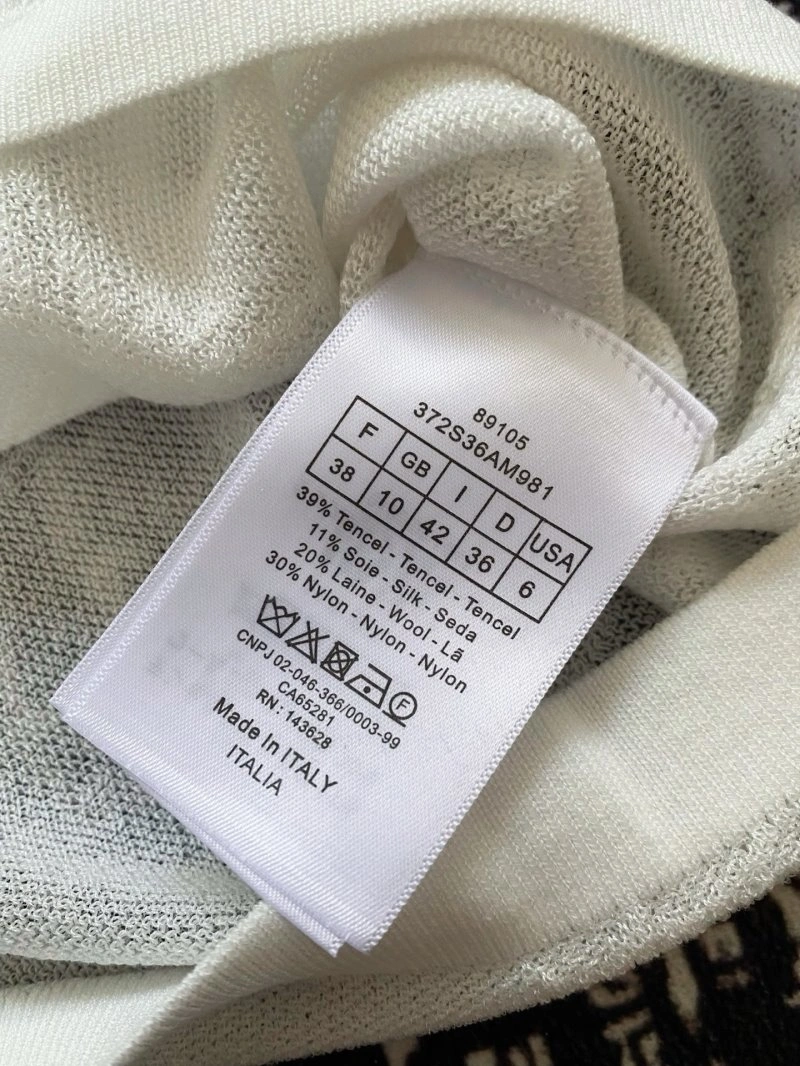 89105
372S36AM981
F GB I D USA
38 10 42 36 6
39% Tencel - Tencel - Tencel
11% Soie - Silk - Seda
20% Laine - Wool - Lã
30% Nylon - Nylon - Nylon
F
CNPJ 02-046-366/0003-99
CA65281
RN: 143628
Made In ITALY
ITALIA